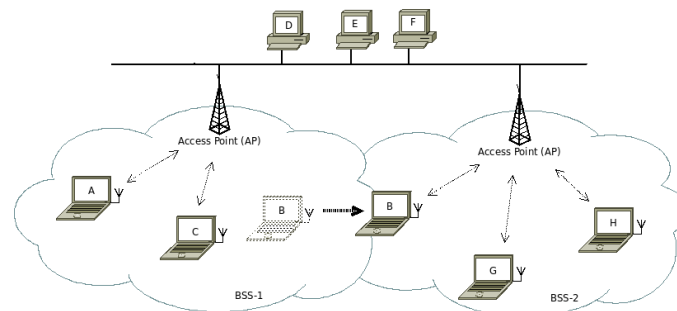 D
E
F
Access Point (AP)
Access Point (AP)
A
B
B
C
H
G
BSS-1
BSS-2